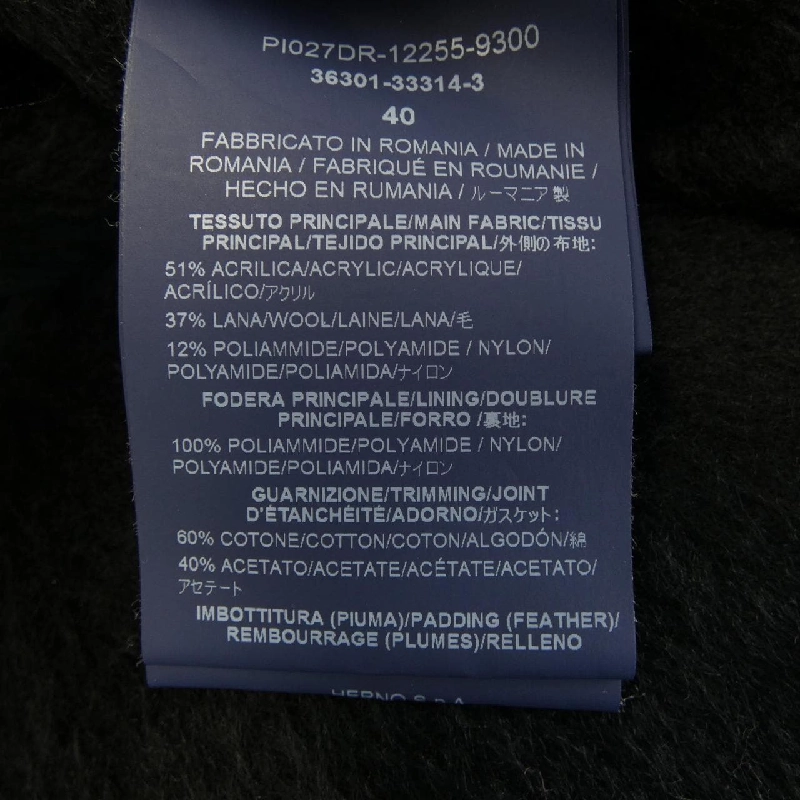 PI027DR-12255-9300
36301-33314-3
40
FABBRICATO IN ROMANIA / MADE IN
ROMANIA / FABRIQUÉ EN ROUMANIE /
HECHO EN RUMANIA / ルーマニア製
TESSUTO PRINCIPALE/MAIN FABRIC/TISSU
PRINCIPAL/TEJIDO PRINCIPAL/外側の布地:
51% ACRILICA/ACRYLIC/ACRYLIQUE/
ACRÍLICO/アクリル
37% LANA/WOOL/LAINE/LANA/毛
12% POLIAMMIDE/POLYAMIDE / NYLON/
POLYAMIDE/POLIAMIDA/ナイロン
FODERA PRINCIPALE/LINING/DOUBLURE
PRINCIPALE/FORRO /裏地:
100% POLIAMMIDE/POLYAMIDE / NYLON/
POLYAMIDE/POLIAMIDA/ナイロン
GUARNIZIONE/TRIMMING/JOINT
D'ÉTANCHÉITÉ/ADORNO/ガスケット:
60% COTONE/COTTON/COTON/ALGODÓN/綿
40% ACETATO/ACETATE/ACÉTATE/ACETATO/
アセテート
IMBOTTITURA (PIUMA)/PADDING (FEATHER)/
REMBOURRAGE (PLUMES)/RELLENO
HERNO S.p.A.